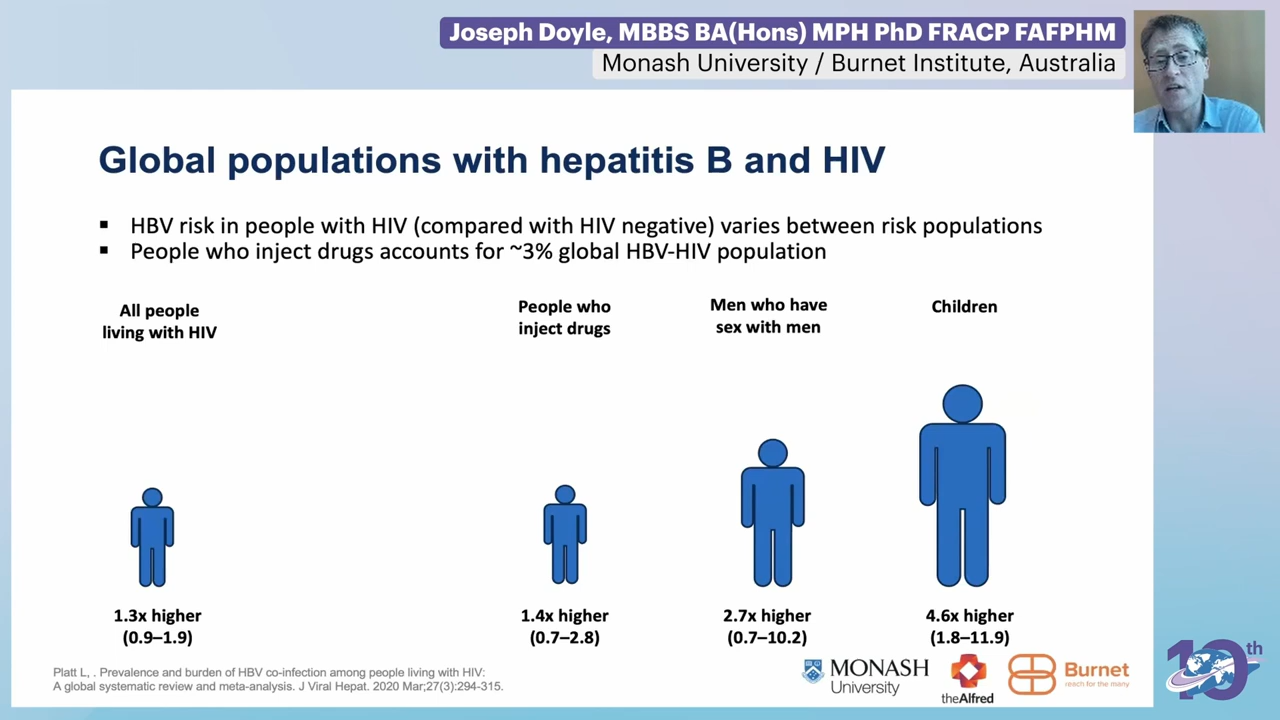 Joseph Doyle, MBBS BA(Hons) MPH PhD FRACP FAFPHM
Monash University / Burnet Institute, Australia
Global populations with hepatitis B and HIV
▪ HBV risk in people with HIV (compared with HIV negative) varies between risk populations
▪ People who inject drugs accounts for ~3% global HBV-HIV population
All people
living with HIV
People who
inject drugs
Men who have
sex with men
Children
1.3x higher
(0.9–1.9)
1.4x higher
(0.7–2.8)
2.7x higher
(0.7–10.2)
4.6x higher
(1.8–11.9)
Platt L, . Prevalence and burden of HBV co-infection among people living with HIV:
A global systematic review and meta-analysis. J Viral Hepat. 2020 Mar;27(3):294-315.
MONASH
University
theAlfred
Burnet
reach for the many
10th